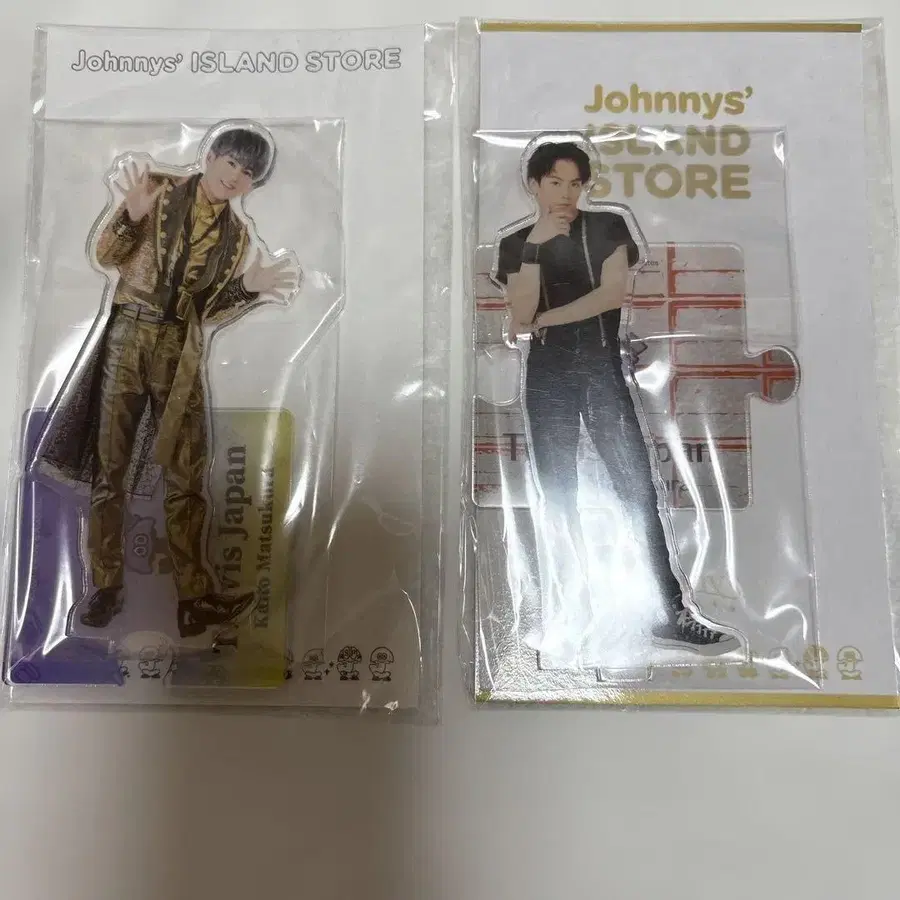 Johnnys' ISLAND STORE
Travis Japan
Kaito Matsukura
Johnnys'
ISLAND
STORE